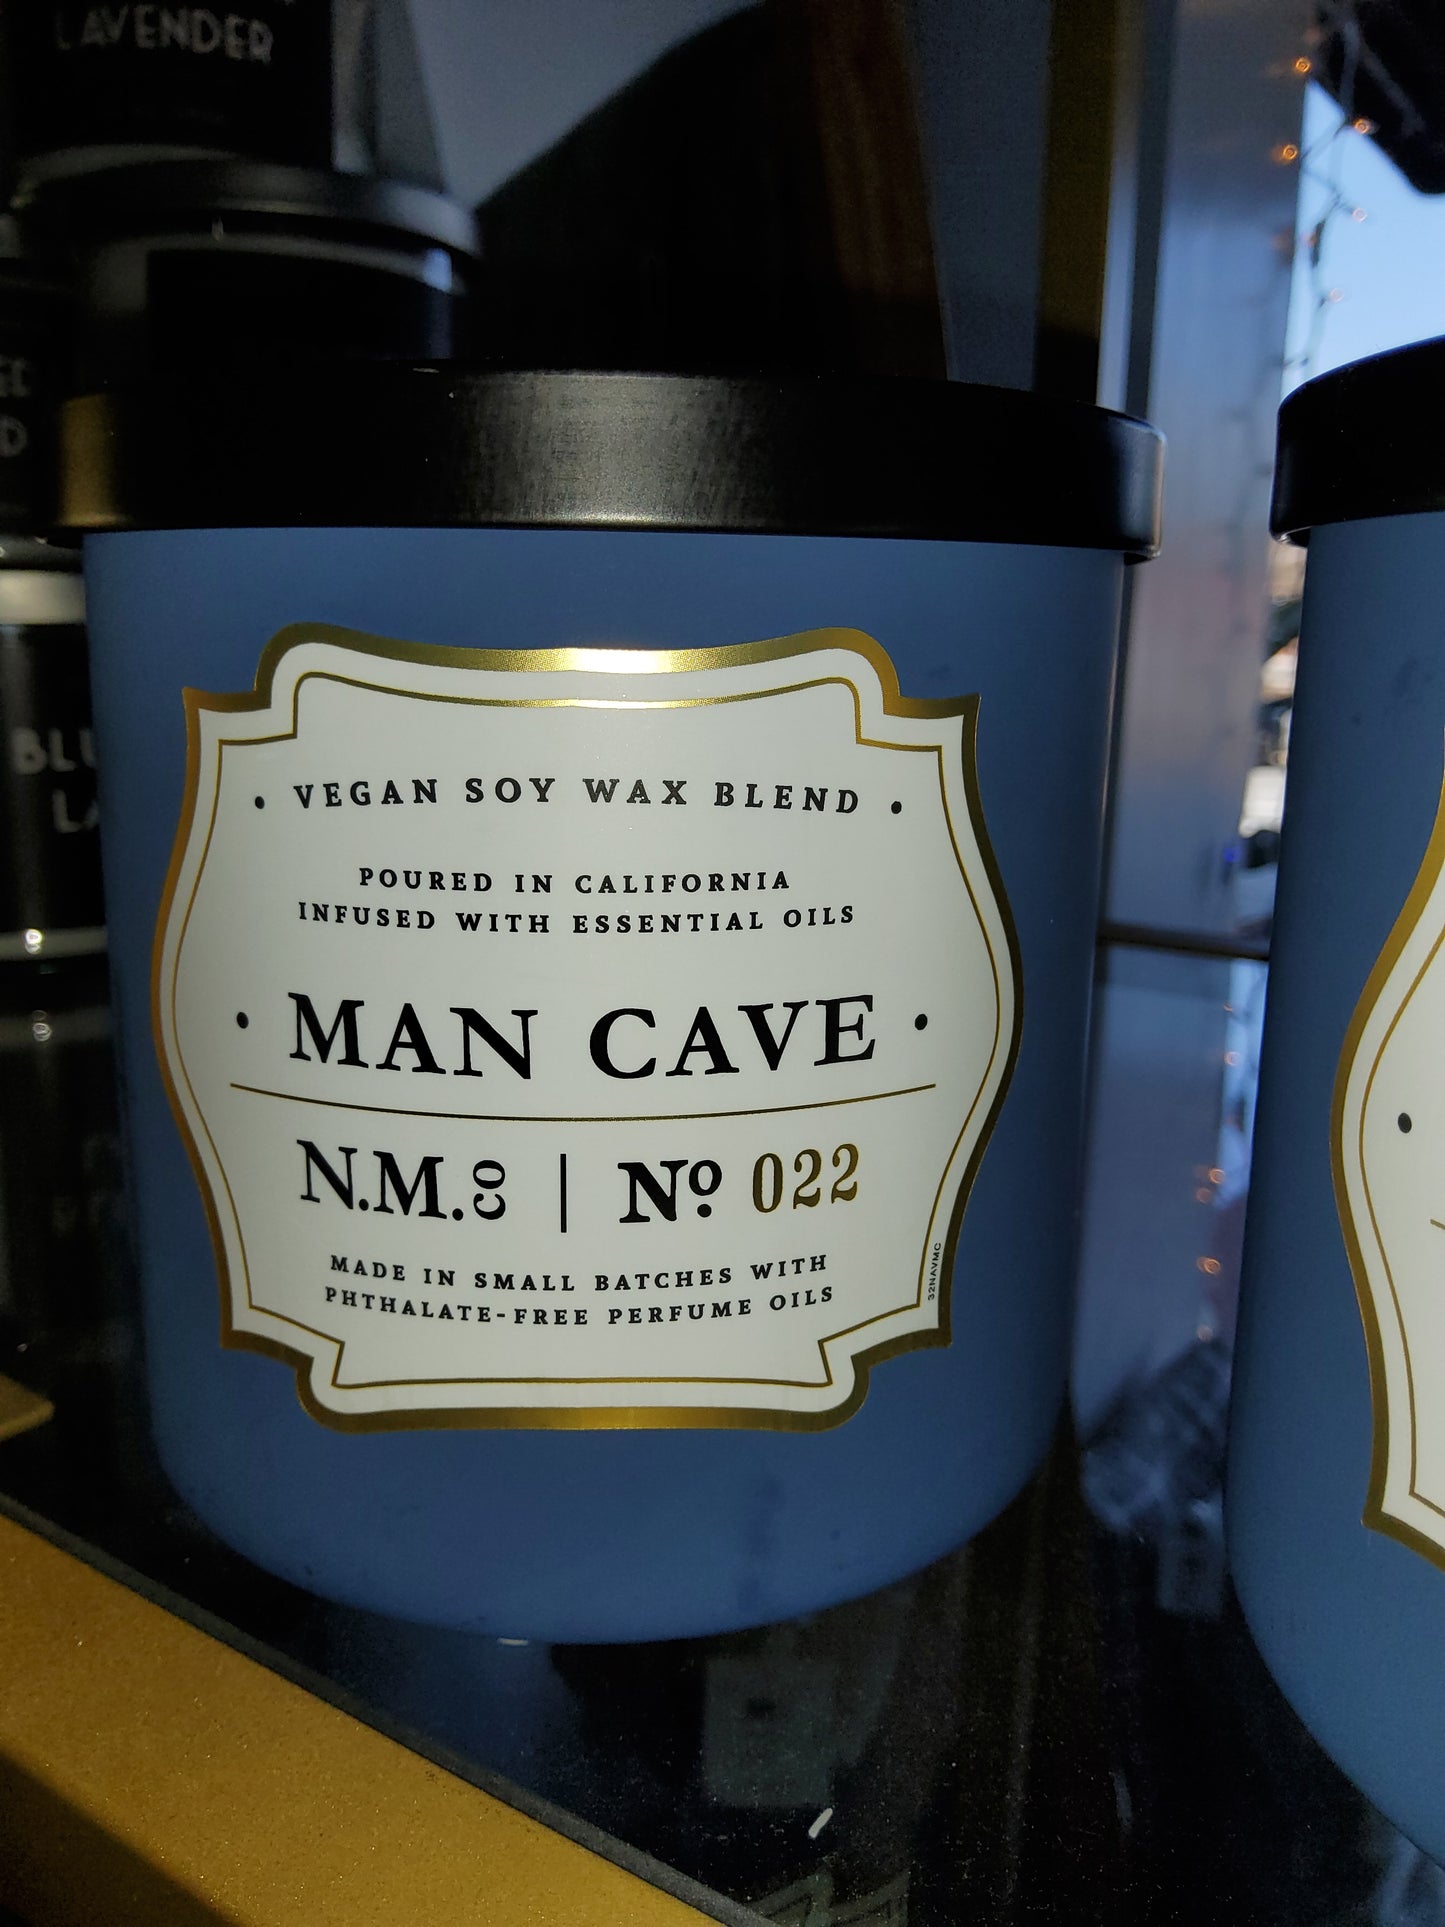 LAVENDER
VEGAN SOY WAX BLEND
POURED IN CALIFORNIA
INFUSED WITH ESSENTIAL OILS
MAN CAVE
N.M.CO | Nº 022
MADE IN SMALL BATCHES WITH
PHTHALATE-FREE PERFUME OILS
32NAVMC